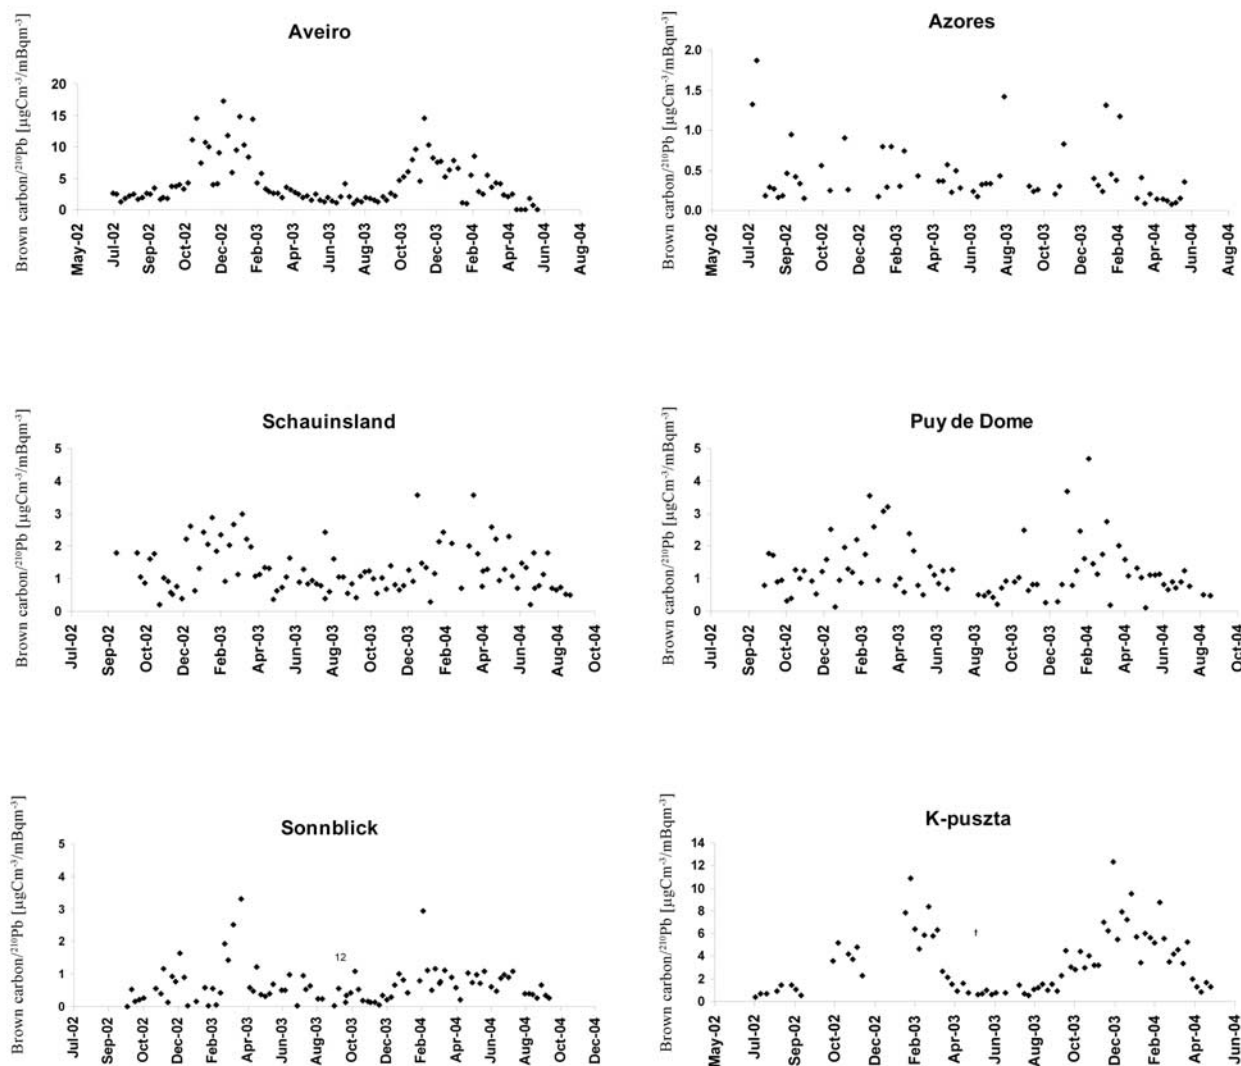 Aveiro
Brown carbon/²¹⁰Pb [µgCm⁻³/mBqm⁻³]
20
15
10
5
0
May-02
Jul-02
Sep-02
Oct-02
Dec-02
Feb-03
Apr-03
Jun-03
Aug-03
Oct-03
Dec-03
Feb-04
Apr-04
Jun-04
Aug-04
Azores
Brown carbon/²¹⁰Pb [µgCm⁻³/mBqm⁻³]
2.0
1.5
1.0
0.5
0.0
May-02
Jul-02
Sep-02
Oct-02
Dec-02
Feb-03
Apr-03
Jun-03
Aug-03
Oct-03
Dec-03
Feb-04
Apr-04
Jun-04
Aug-04
Schauinsland
Brown carbon/²¹⁰Pb [µgCm⁻³/mBqm⁻³]
5
4
3
2
1
0
Jul-02
Sep-02
Oct-02
Dec-02
Feb-03
Apr-03
Jun-03
Aug-03
Oct-03
Dec-03
Feb-04
Apr-04
Jun-04
Aug-04
Oct-04
Puy de Dome
Brown carbon/²¹⁰Pb [µgCm⁻³/mBqm⁻³]
5
4
3
2
1
0
Jul-02
Sep-02
Oct-02
Dec-02
Feb-03
Apr-03
Jun-03
Aug-03
Oct-03
Dec-03
Feb-04
Apr-04
Jun-04
Aug-04
Oct-04
Sonnblick
Brown carbon/²¹⁰Pb [µgCm⁻³/mBqm⁻³]
5
4
3
2
1
0
12
Jul-02
Sep-02
Oct-02
Dec-02
Feb-03
Apr-03
Jun-03
Aug-03
Oct-03
Dec-03
Feb-04
Apr-04
Jun-04
Aug-04
Oct-04
Dec-04
K-puszta
Brown carbon/²¹⁰Pb [µgCm⁻³/mBqm⁻³]
14
12
10
8
6
4
2
0
May-02
Jul-02
Sep-02
Oct-02
Dec-02
Feb-03
Apr-03
Jun-03
Aug-03
Oct-03
Dec-03
Feb-04
Apr-04
Jun-04